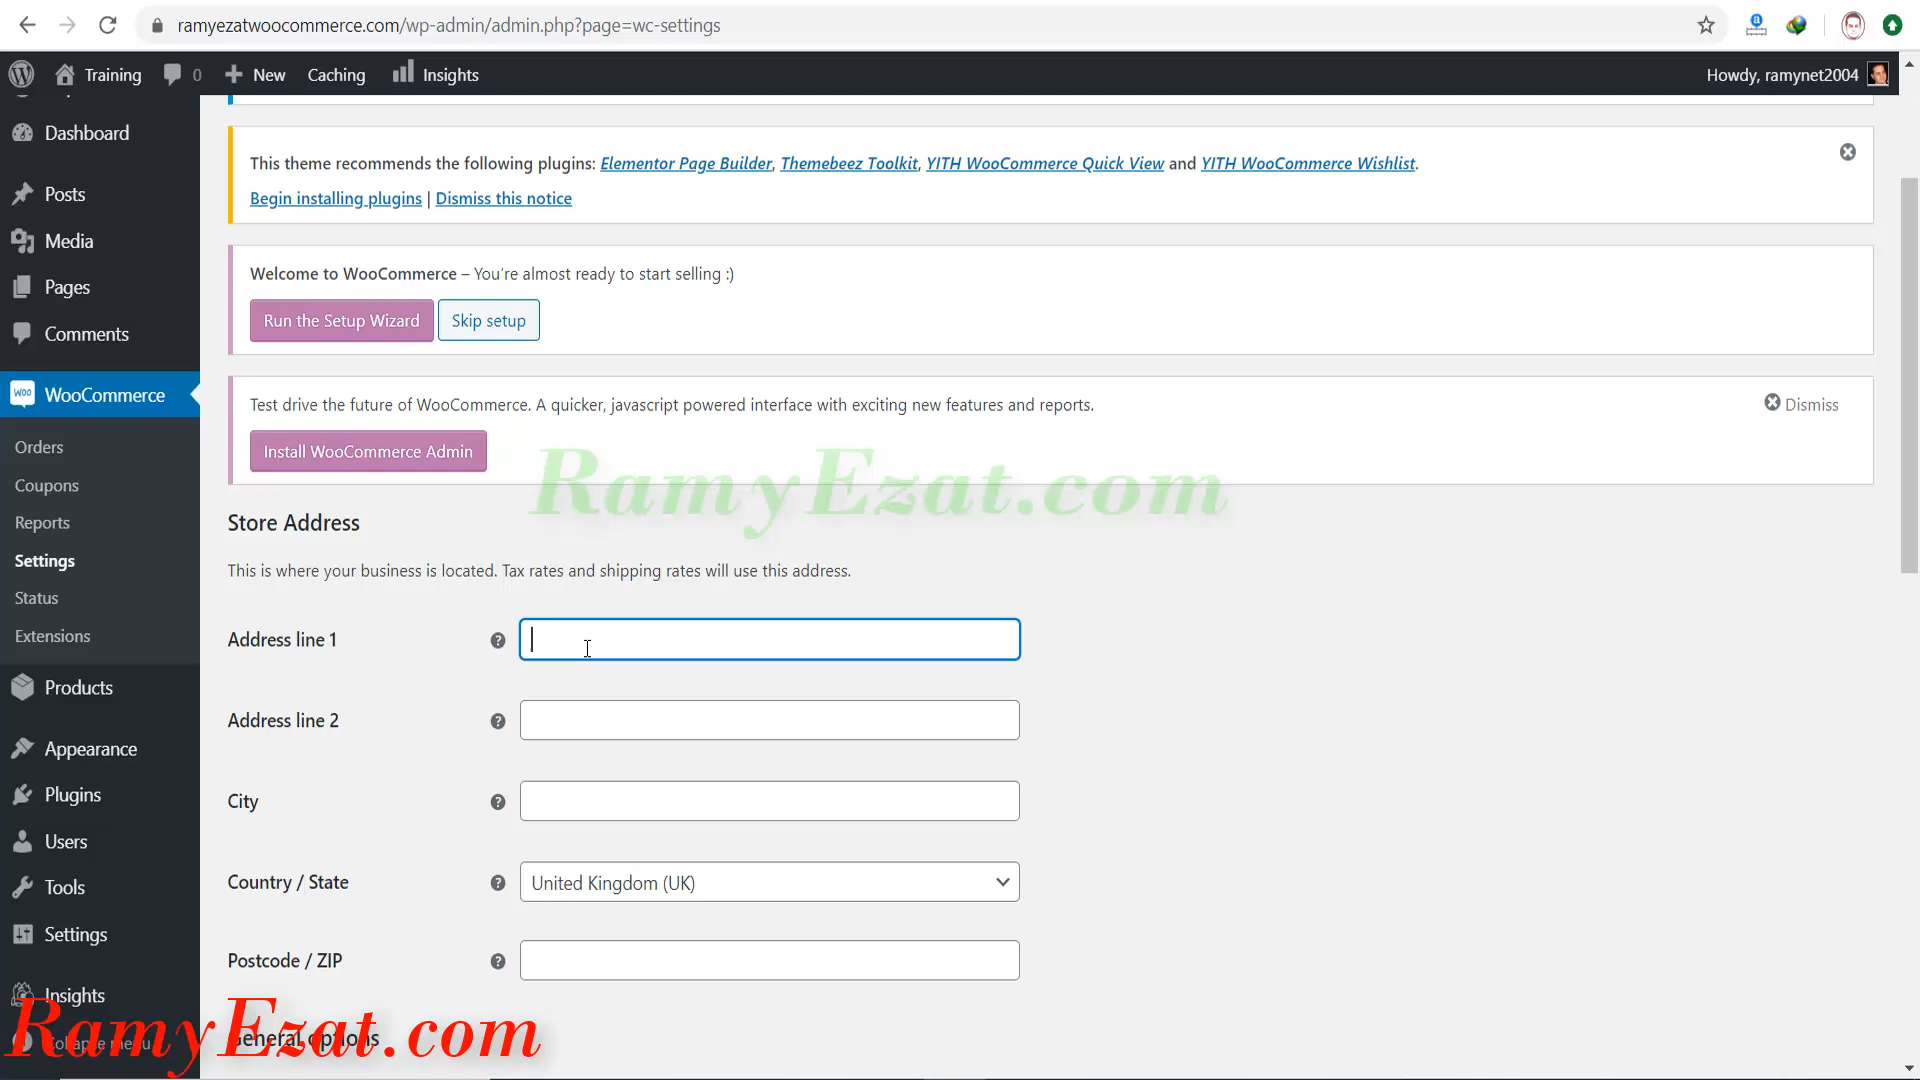 ramyezatwoocommerce.com/wp-admin/admin.php?page=wc-settings
Training 0 New Caching Insights Howdy, ramynet2004
Dashboard
Posts
Media
Pages
Comments
WooCommerce
Orders
Coupons
Reports
Settings
Status
Extensions
Products
Appearance
Plugins
Users
Tools
Settings
Insights
Collapse menu
This theme recommends the following plugins: Elementor Page Builder, Themebeez Toolkit, YITH WooCommerce Quick View and YITH WooCommerce Wishlist.
Begin installing plugins | Dismiss this notice
Welcome to WooCommerce – You're almost ready to start selling :)
Run the Setup Wizard Skip setup
Test drive the future of WooCommerce. A quicker, javascript powered interface with exciting new features and reports.
Dismiss
Install WooCommerce Admin
RamyEzat.com
Store Address
This is where your business is located. Tax rates and shipping rates will use this address.
Address line 1
Address line 2
City
Country / State United Kingdom (UK)
Postcode / ZIP
General options
RamyEzat.com